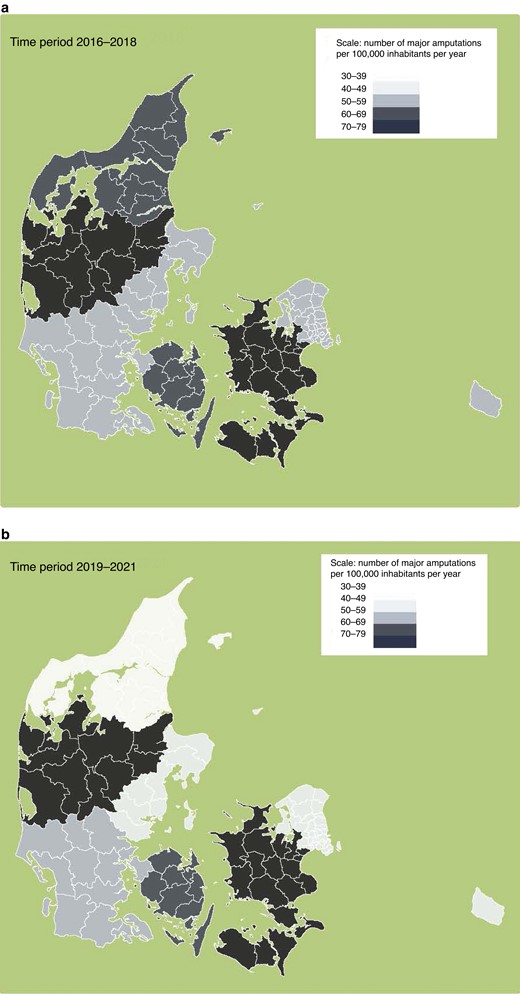 a
Time period 2016–2018
Scale: number of major amputations
per 100,000 inhabitants per year
30–39
40–49
50–59
60–69
70–79
b
Time period 2019–2021
Scale: number of major amputations
per 100,000 inhabitants per year
30–39
40–49
50–59
60–69
70–79